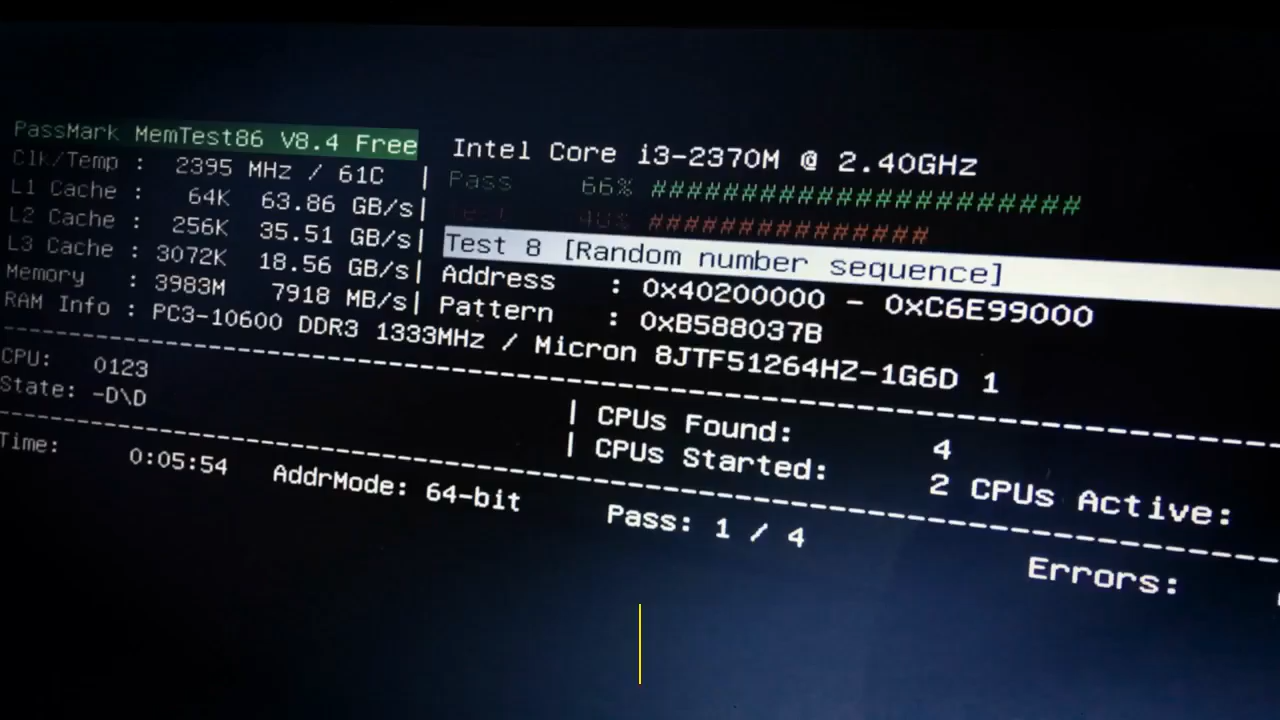 PassMark MemTest86 V8.4 Free Intel Core i3-2370M @ 2.40GHz
Clk/Temp : 2395 MHz / 61C | Pass 66% #####################
L1 Cache : 64K 63.86 GB/s| ###############
L2 Cache : 256K 35.51 GB/s| Test 8 [Random number sequence]
L3 Cache : 3072K 18.56 GB/s| Address : 0x40200000 - 0xC6E99000
Memory : 3983M 7918 MB/s| Pattern : 0xB588037B
RAM Info : PC3-10600 DDR3 1333MHz / Micron 8JTF51264HZ-1G6D 1
CPU: 0123 | CPUs Found: 4
State: -D\D | CPUs Started: 2 CPUs Active:
Time: 0:05:54 AddrMode: 64-bit Pass: 1 / 4 Errors: